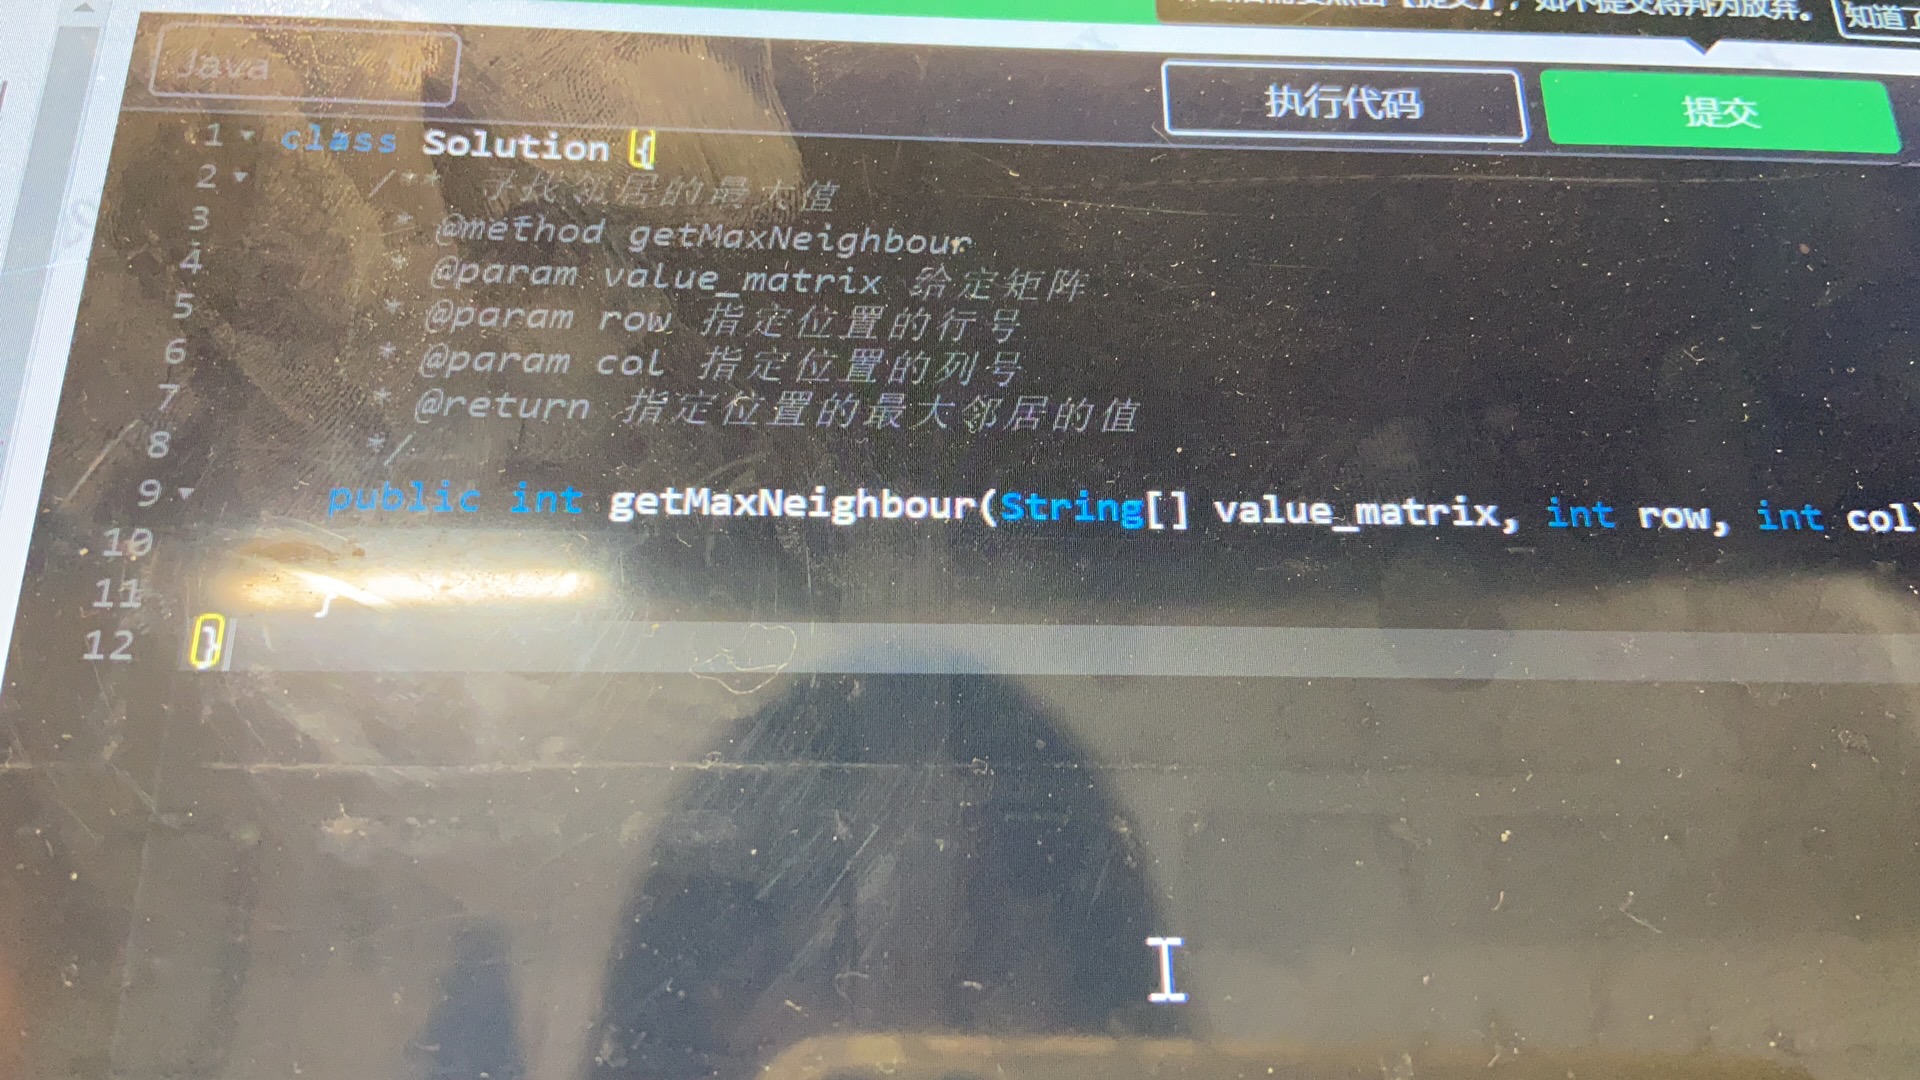 如不提交将判为放弃。
知道了
Java
执行代码
提交
1 class Solution {
2 /** 寻找邻居的最大值
3 * @method getMaxNeighbour
4 * @param value_matrix 给定矩阵
5 * @param row 指定位置的行号
6 * @param col 指定位置的列号
7 * @return 指定位置的最大邻居的值
8 */
9 public int getMaxNeighbour(String[] value_matrix, int row, int col)
10
11 }
12 }